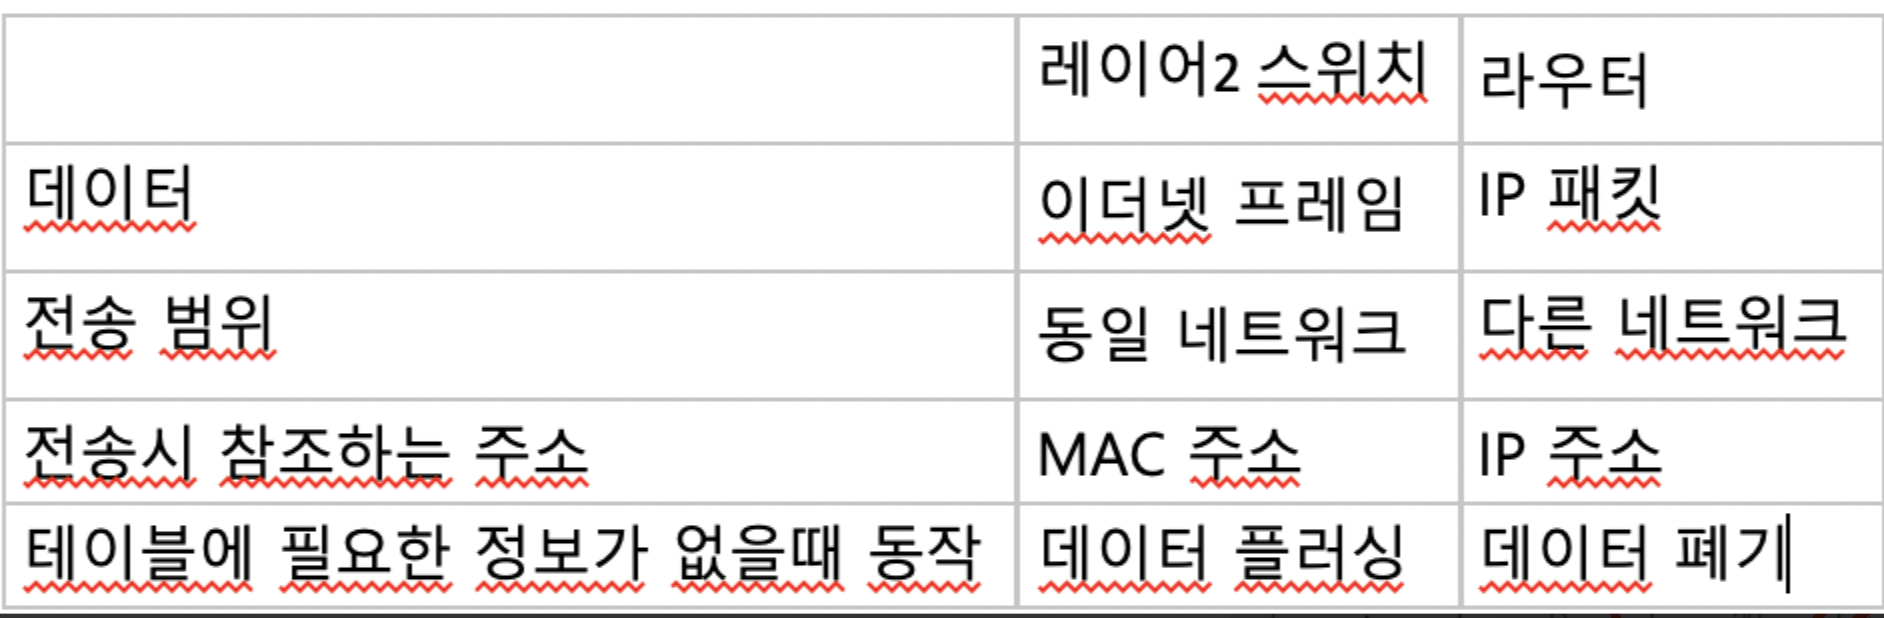 레이어2 스위치 라우터
데이터 이더넷 프레임 IP 패킷
전송 범위 동일 네트워크 다른 네트워크
전송시 참조하는 주소 MAC 주소 IP 주소
테이블에 필요한 정보가 없을때 동작 데이터 플러싱 데이터 폐기